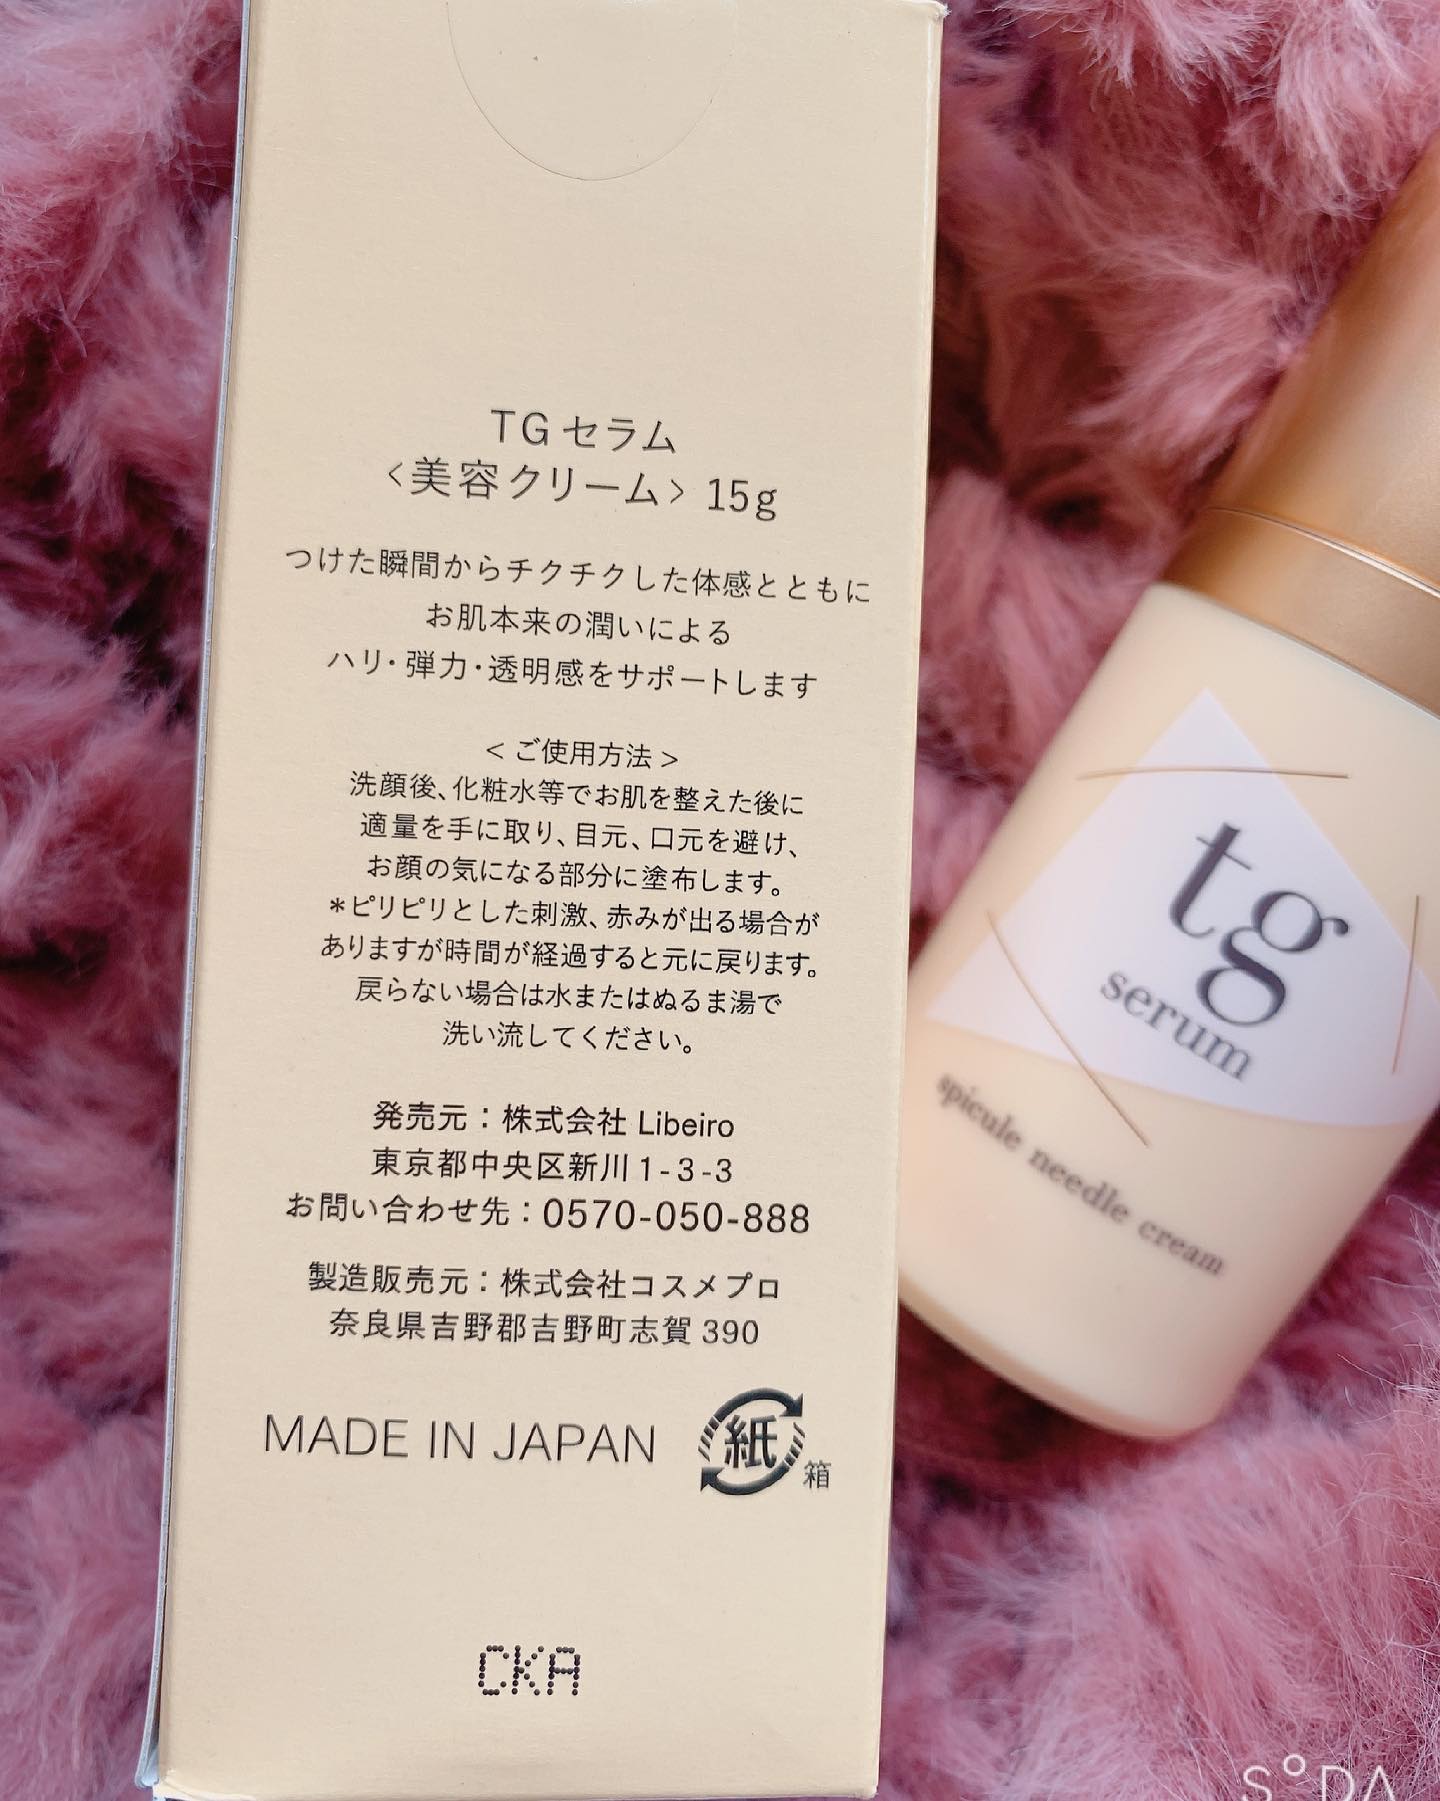 TG セラム
<美容クリーム> 15g
つけた瞬間からチクチクした体感とともに
お肌本来の潤いによる
ハリ・弾力・透明感をサポートします
<ご使用方法>
洗顔後、化粧水等でお肌を整えた後に
適量を手に取り、目元、口元を避け、
お顔の気になる部分に塗布します。
*ピリピリとした刺激、赤みが出る場合が
ありますが時間が経過すると元に戻ります。
戻らない場合は水またはぬるま湯で
洗い流してください。
発売元：株式会社 Libeiro
東京都中央区新川 1-3-3
お問い合わせ先：0570-050-888
製造販売元：株式会社コスメプロ
奈良県吉野郡吉野町志賀 390
MADE IN JAPAN
紙
箱
CKA
tg
serum
spicule needle cream
SODA